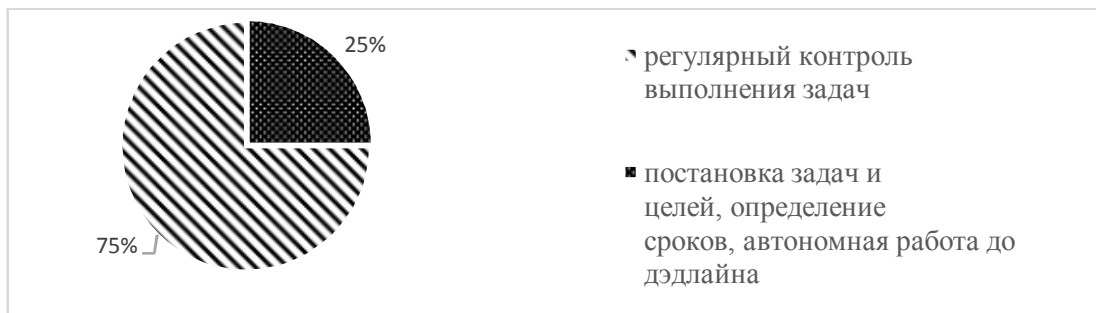 25%
75%
регулярный контроль
выполнения задач
постановка задач и
целей, определение
сроков, автономная работа до
дэдлайна